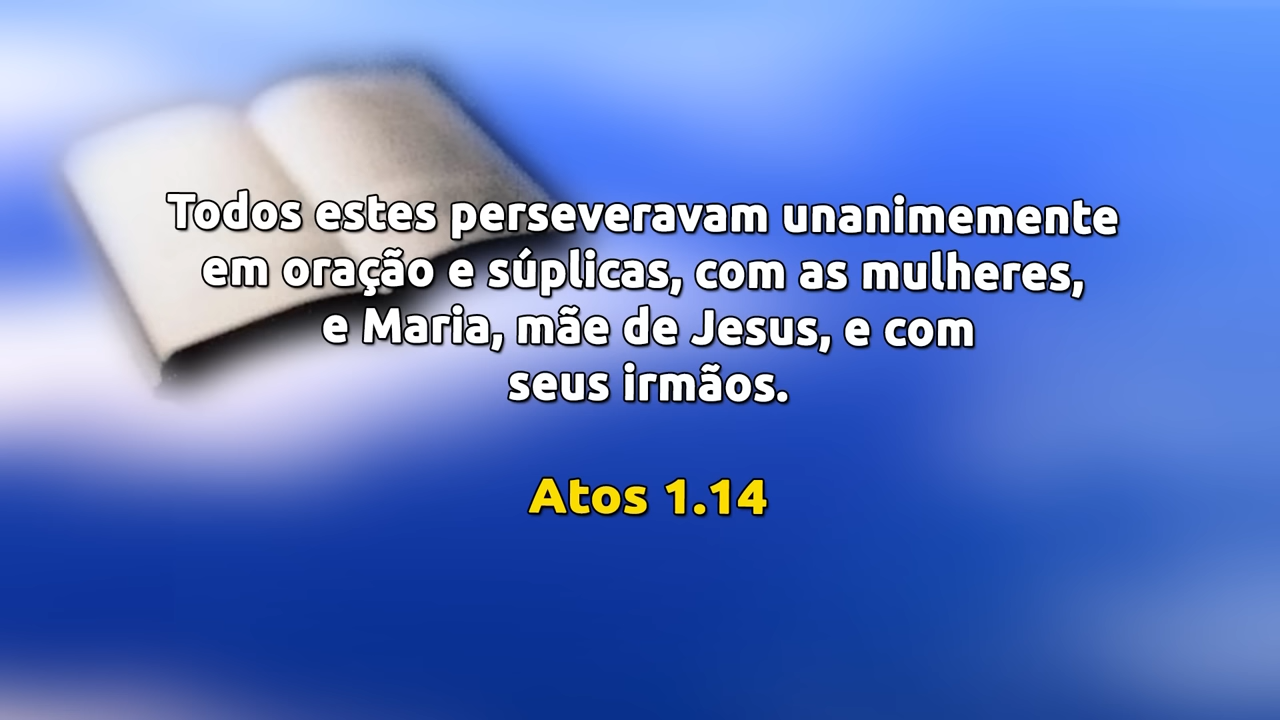 Todos estes perseveravam unanimemente
em oração e súplicas, com as mulheres,
e Maria, mãe de Jesus, e com
seus irmãos.
Atos 1.14